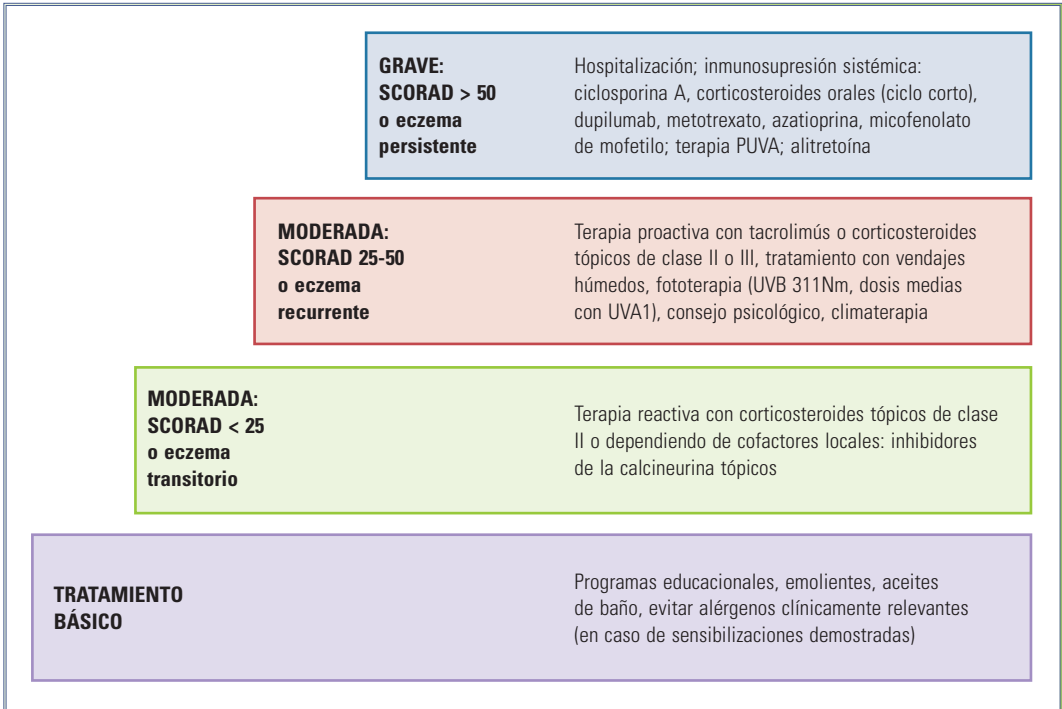 GRAVE:
SCORAD > 50
o eczema
persistente
Hospitalización; inmunosupresión sistémica:
ciclosporina A, corticosteroides orales (ciclo corto),
dupilumab, metotrexato, azatioprina, micofenolato
de mofetilo; terapia PUVA; alitretoína
MODERADA:
SCORAD 25-50
o eczema
recurrente
Terapia proactiva con tacrolimús o corticosteroides
tópicos de clase II o III, tratamiento con vendajes
húmedos, fototerapia (UVB 311Nm, dosis medias
con UVA1), consejo psicológico, climaterapia
MODERADA:
SCORAD < 25
o eczema
transitorio
Terapia reactiva con corticosteroides tópicos de clase
II o dependiendo de cofactores locales: inhibidores
de la calcineurina tópicos
TRATAMIENTO
BÁSICO
Programas educacionales, emolientes, aceites
de baño, evitar alérgenos clínicamente relevantes
(en caso de sensibilizaciones demostradas)